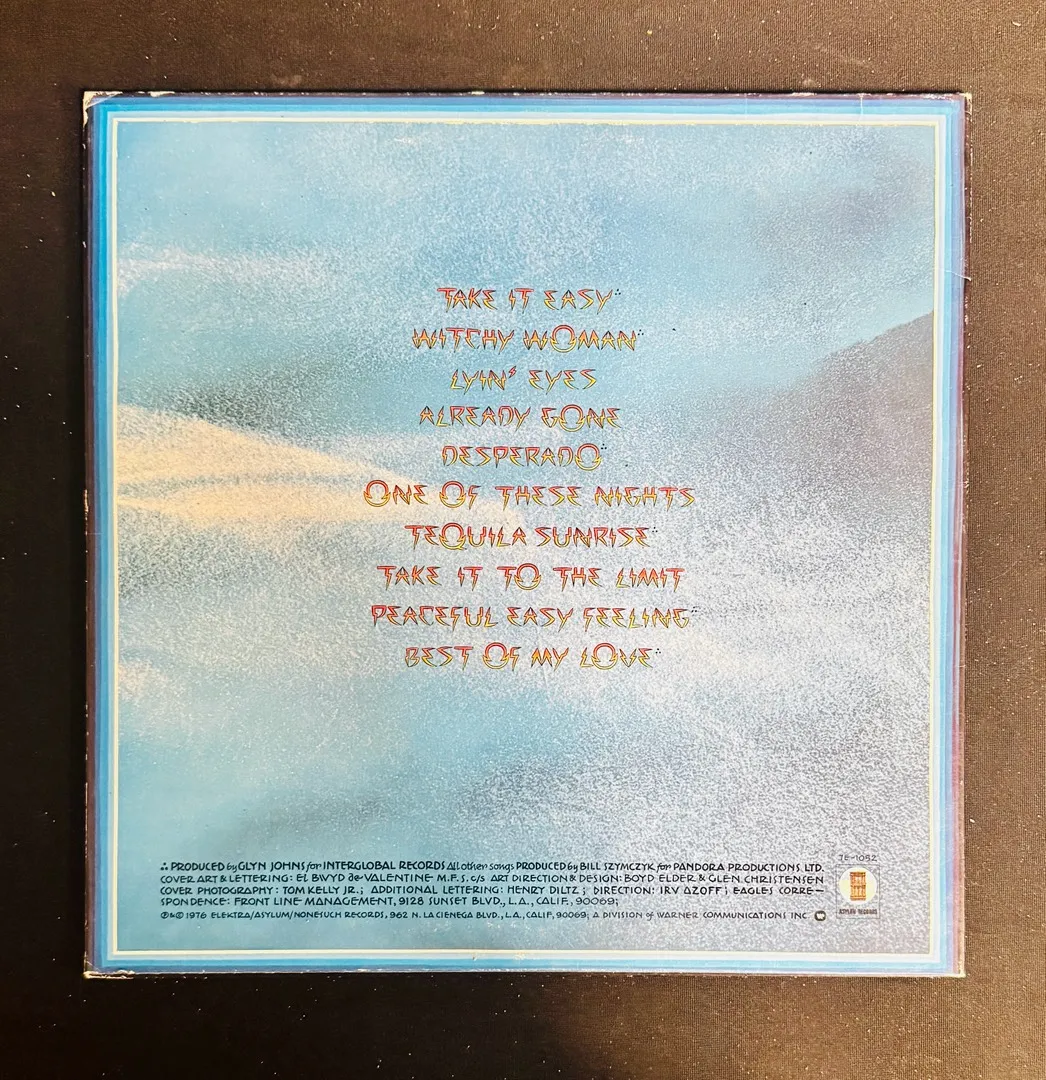 TAKE IT EASY∴
WITCHY WOMAN∴
LYIN' EYES
ALREADY GONE
DESPERADO∴
ONE OF THESE NIGHTS
TEQUILA SUNRISE∴
TAKE IT TO THE LIMIT
PEACEFUL EASY FEELING∴
BEST OF MY LOVE∴
7E-1052
∴ PRODUCED by GLYN JOHNS for INTERGLOBAL RECORDS All other songs PRODUCED by BILL SZYMCZYK for PANDORA PRODUCTIONS LTD.
COVER ART & LETTERING: El BWYD de VALENTINE M.F.S. c/s ART DIRECTION & DESIGN: BOYD ELDER & GLEN CHRISTENSEN
COVER PHOTOGRAPHY: TOM KELLY JR.; ADDITIONAL LETTERING: HENRY DILTZ; DIRECTION: IRV AZOFF; EAGLES CORRE-
SPONDENCE: FRONT LINE MANAGEMENT, 9128 SUNSET BLVD., L.A., CALIF., 90069;
℗&© 1976 ELEKTRA/ASYLUM/NONESUCH RECORDS, 962 N. LA CIENEGA BLVD., L.A., CALIF., 90069; A DIVISION of WARNER COMMUNICATIONS INC.
ASYLUM RECORDS